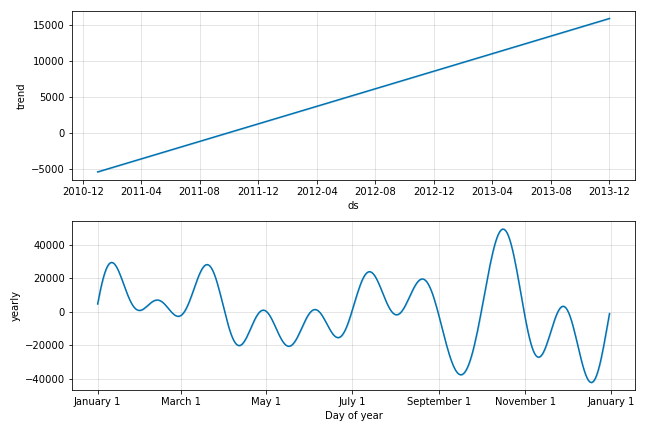 15000
10000
5000
0
−5000
trend
2010-12 2011-04 2011-08 2011-12 2012-04 2012-08 2012-12 2013-04 2013-08 2013-12
ds
40000
20000
0
−20000
−40000
yearly
January 1 March 1 May 1 July 1 September 1 November 1 January 1
Day of year